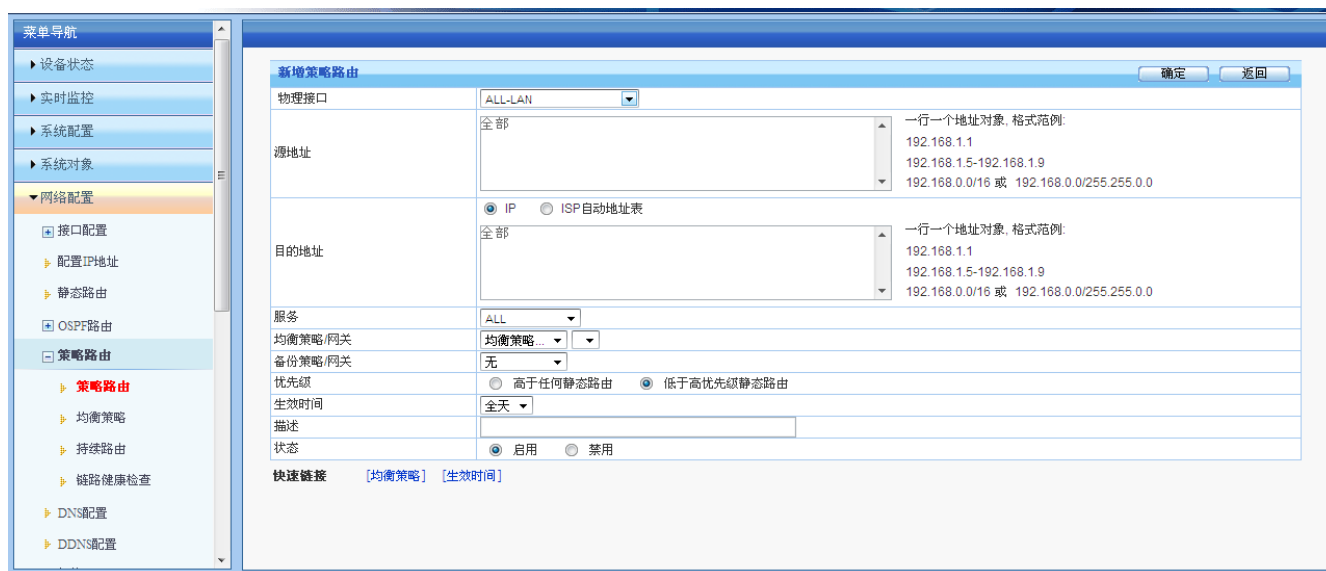 菜单导航
设备状态
实时监控
系统配置
系统对象
网络配置
接口配置
配置IP地址
静态路由
OSPF路由
策略路由
策略路由
均衡策略
持续路由
链路健康检查
DNS配置
DDNS配置
新增策略路由
确定 返回
物理接口 ALL-LAN
源地址 全部
一行一个地址对象, 格式范例:
192.168.1.1
192.168.1.5-192.168.1.9
192.168.0.0/16 或 192.168.0.0/255.255.0.0
目的地址
IP ISP自动地址表
全部
一行一个地址对象, 格式范例:
192.168.1.1
192.168.1.5-192.168.1.9
192.168.0.0/16 或 192.168.0.0/255.255.0.0
服务 ALL
均衡策略/网关 均衡策略...
备份策略/网关 无
优先级 高于任何静态路由 低于高优先级静态路由
生效时间 全天
描述
状态 启用 禁用
快速链接 [均衡策略] [生效时间]